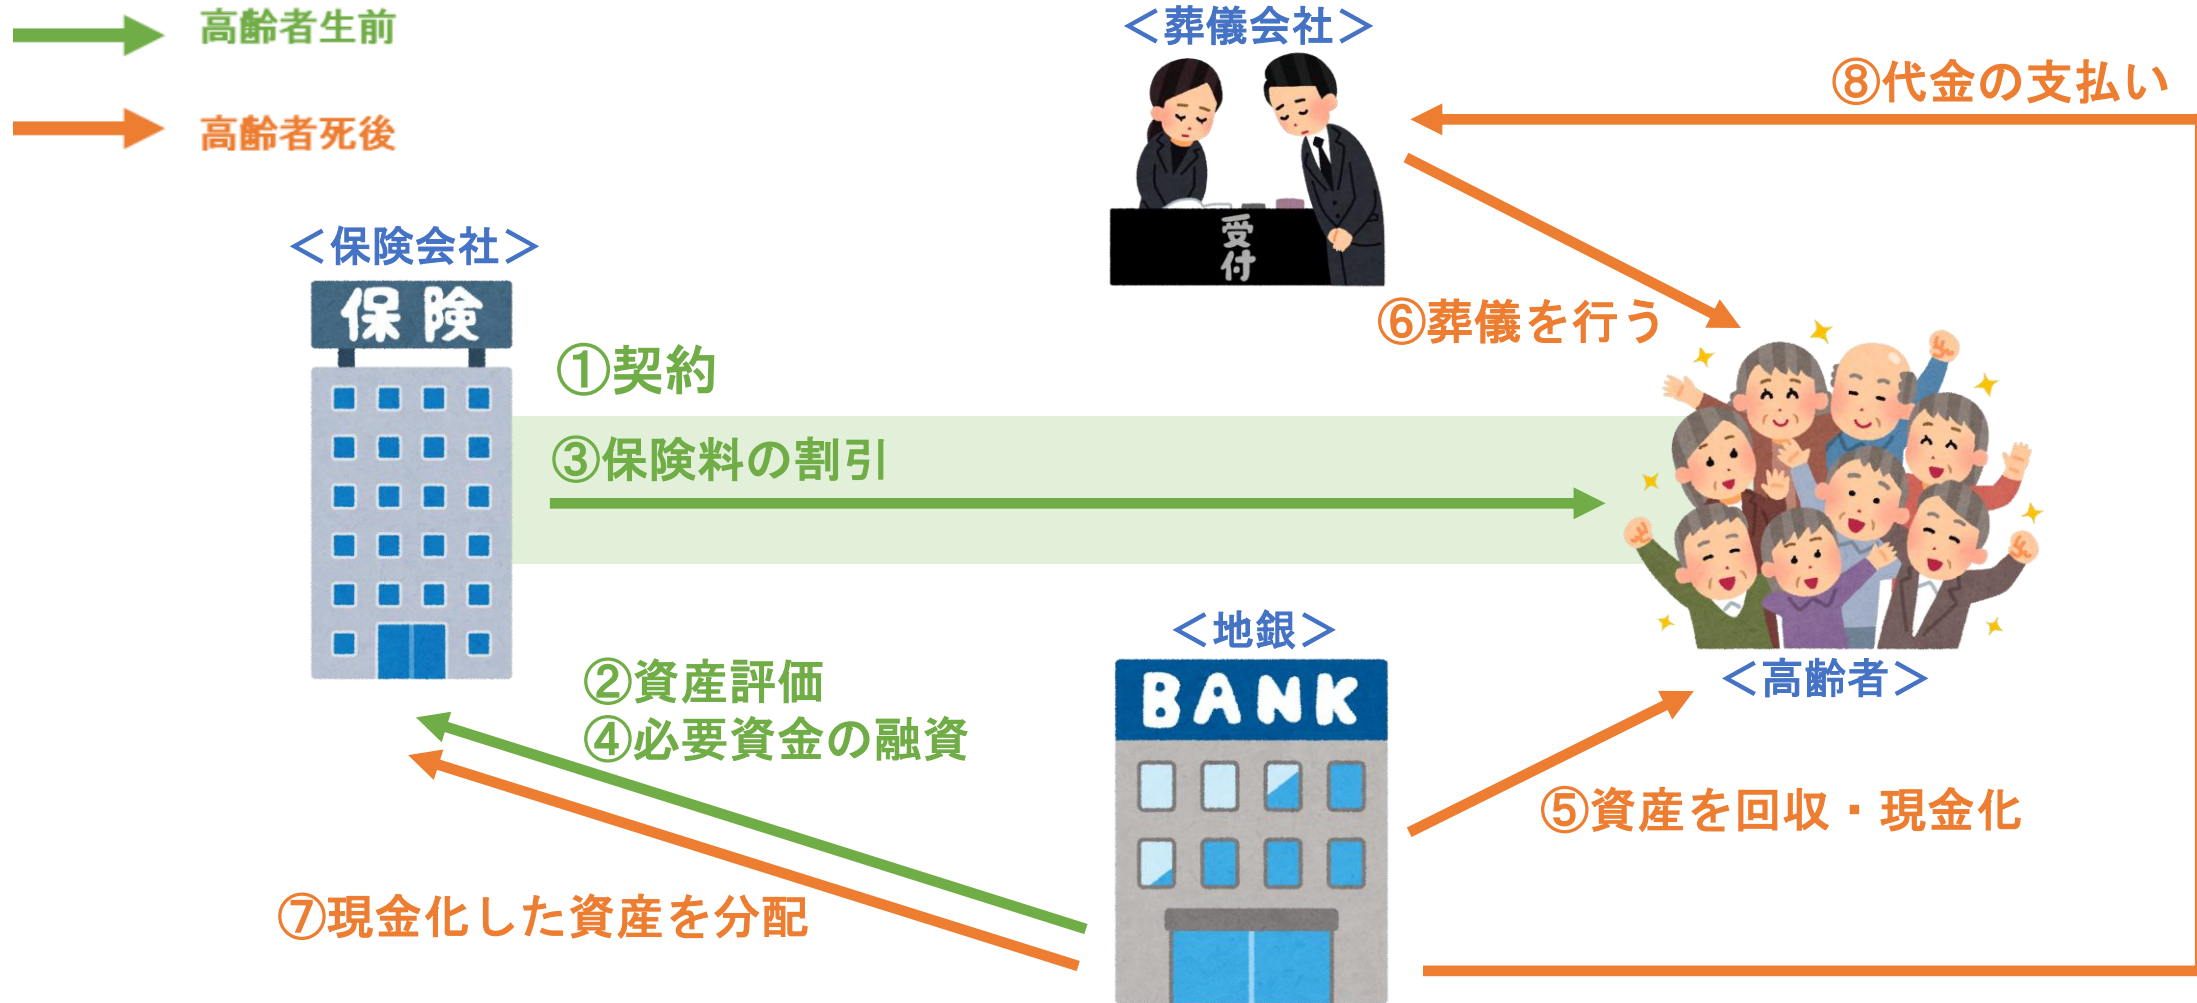 高齢者生前
高齢者死後
＜葬儀会社＞
受付
⑧代金の支払い
＜保険会社＞
保険
①契約
③保険料の割引
⑥葬儀を行う
＜高齢者＞
＜地銀＞
BANK
②資産評価
④必要資金の融資
⑤資産を回収・現金化
⑦現金化した資産を分配